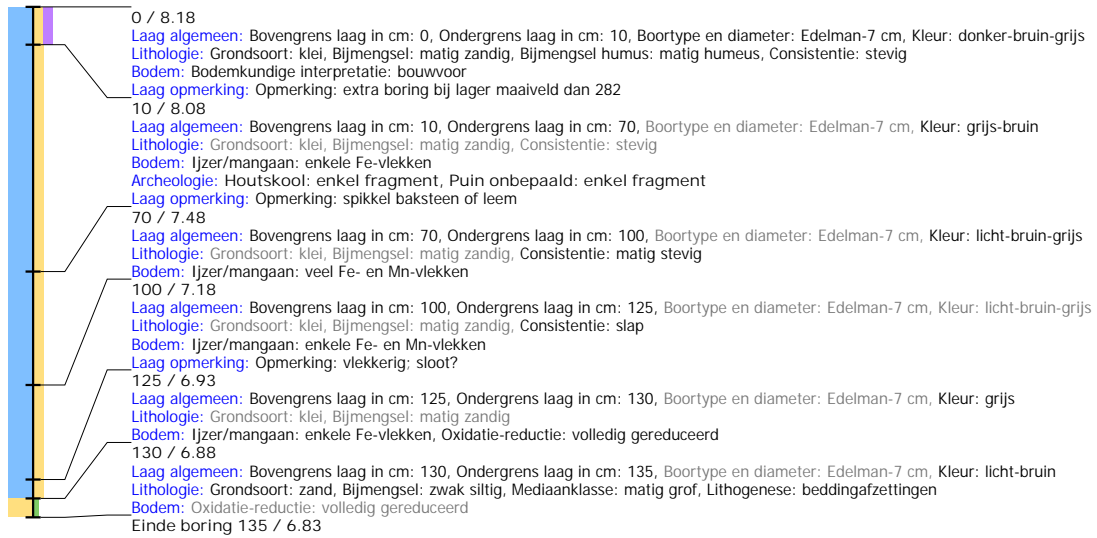 0 / 8.18
Laag algemeen: Bovengrens laag in cm: 0, Ondergrens laag in cm: 10, Boortype en diameter: Edelman-7 cm, Kleur: donker-bruin-grijs
Lithologie: Grondsoort: klei, Bijmengsel: matig zandig, Bijmengsel humus: matig humeus, Consistentie: stevig
Bodem: Bodemkundige interpretatie: bouwvoor
Laag opmerking: Opmerking: extra boring bij lager maaiveld dan 282
10 / 8.08
Laag algemeen: Bovengrens laag in cm: 10, Ondergrens laag in cm: 70, Boortype en diameter: Edelman-7 cm, Kleur: grijs-bruin
Lithologie: Grondsoort: klei, Bijmengsel: matig zandig, Consistentie: stevig
Bodem: Ijzer/mangaan: enkele Fe-vlekken
Archeologie: Houtskool: enkel fragment, Puin onbepaald: enkel fragment
Laag opmerking: Opmerking: spikkel baksteen of leem
70 / 7.48
Laag algemeen: Bovengrens laag in cm: 70, Ondergrens laag in cm: 100, Boortype en diameter: Edelman-7 cm, Kleur: licht-bruin-grijs
Lithologie: Grondsoort: klei, Bijmengsel: matig zandig, Consistentie: matig stevig
Bodem: Ijzer/mangaan: veel Fe- en Mn-vlekken
100 / 7.18
Laag algemeen: Bovengrens laag in cm: 100, Ondergrens laag in cm: 125, Boortype en diameter: Edelman-7 cm, Kleur: licht-bruin-grijs
Lithologie: Grondsoort: klei, Bijmengsel: matig zandig, Consistentie: slap
Bodem: Ijzer/mangaan: enkele Fe- en Mn-vlekken
Laag opmerking: Opmerking: vlekkerig; sloot?
125 / 6.93
Laag algemeen: Bovengrens laag in cm: 125, Ondergrens laag in cm: 130, Boortype en diameter: Edelman-7 cm, Kleur: grijs
Lithologie: Grondsoort: klei, Bijmengsel: matig zandig
Bodem: Ijzer/mangaan: enkele Fe-vlekken, Oxidatie-reductie: volledig gereduceerd
130 / 6.88
Laag algemeen: Bovengrens laag in cm: 130, Ondergrens laag in cm: 135, Boortype en diameter: Edelman-7 cm, Kleur: licht-bruin
Lithologie: Grondsoort: zand, Bijmengsel: zwak siltig, Mediaanklasse: matig grof, Lithogenese: beddingafzettingen
Bodem: Oxidatie-reductie: volledig gereduceerd
Einde boring 135 / 6.83